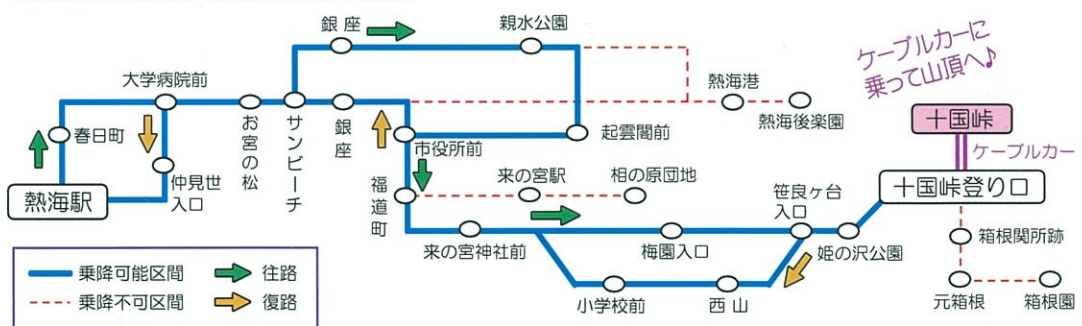 銀座
親水公園
ケーブルカーに
乗って山頂へ♪
大学病院前
熱海港
熱海後楽園
春日町
お宮の松
サンビーチ
銀座
市役所前
起雲閣前
十国峠
ケーブルカー
仲見世
入口
熱海駅
福道町
来の宮駅
相の原団地
笹良ヶ台
入口
十国峠登り口
来の宮神社前
梅園入口
姫の沢公園
箱根関所跡
乗降可能区間
往路
乗降不可区間
復路
小学校前
西山
元箱根
箱根園